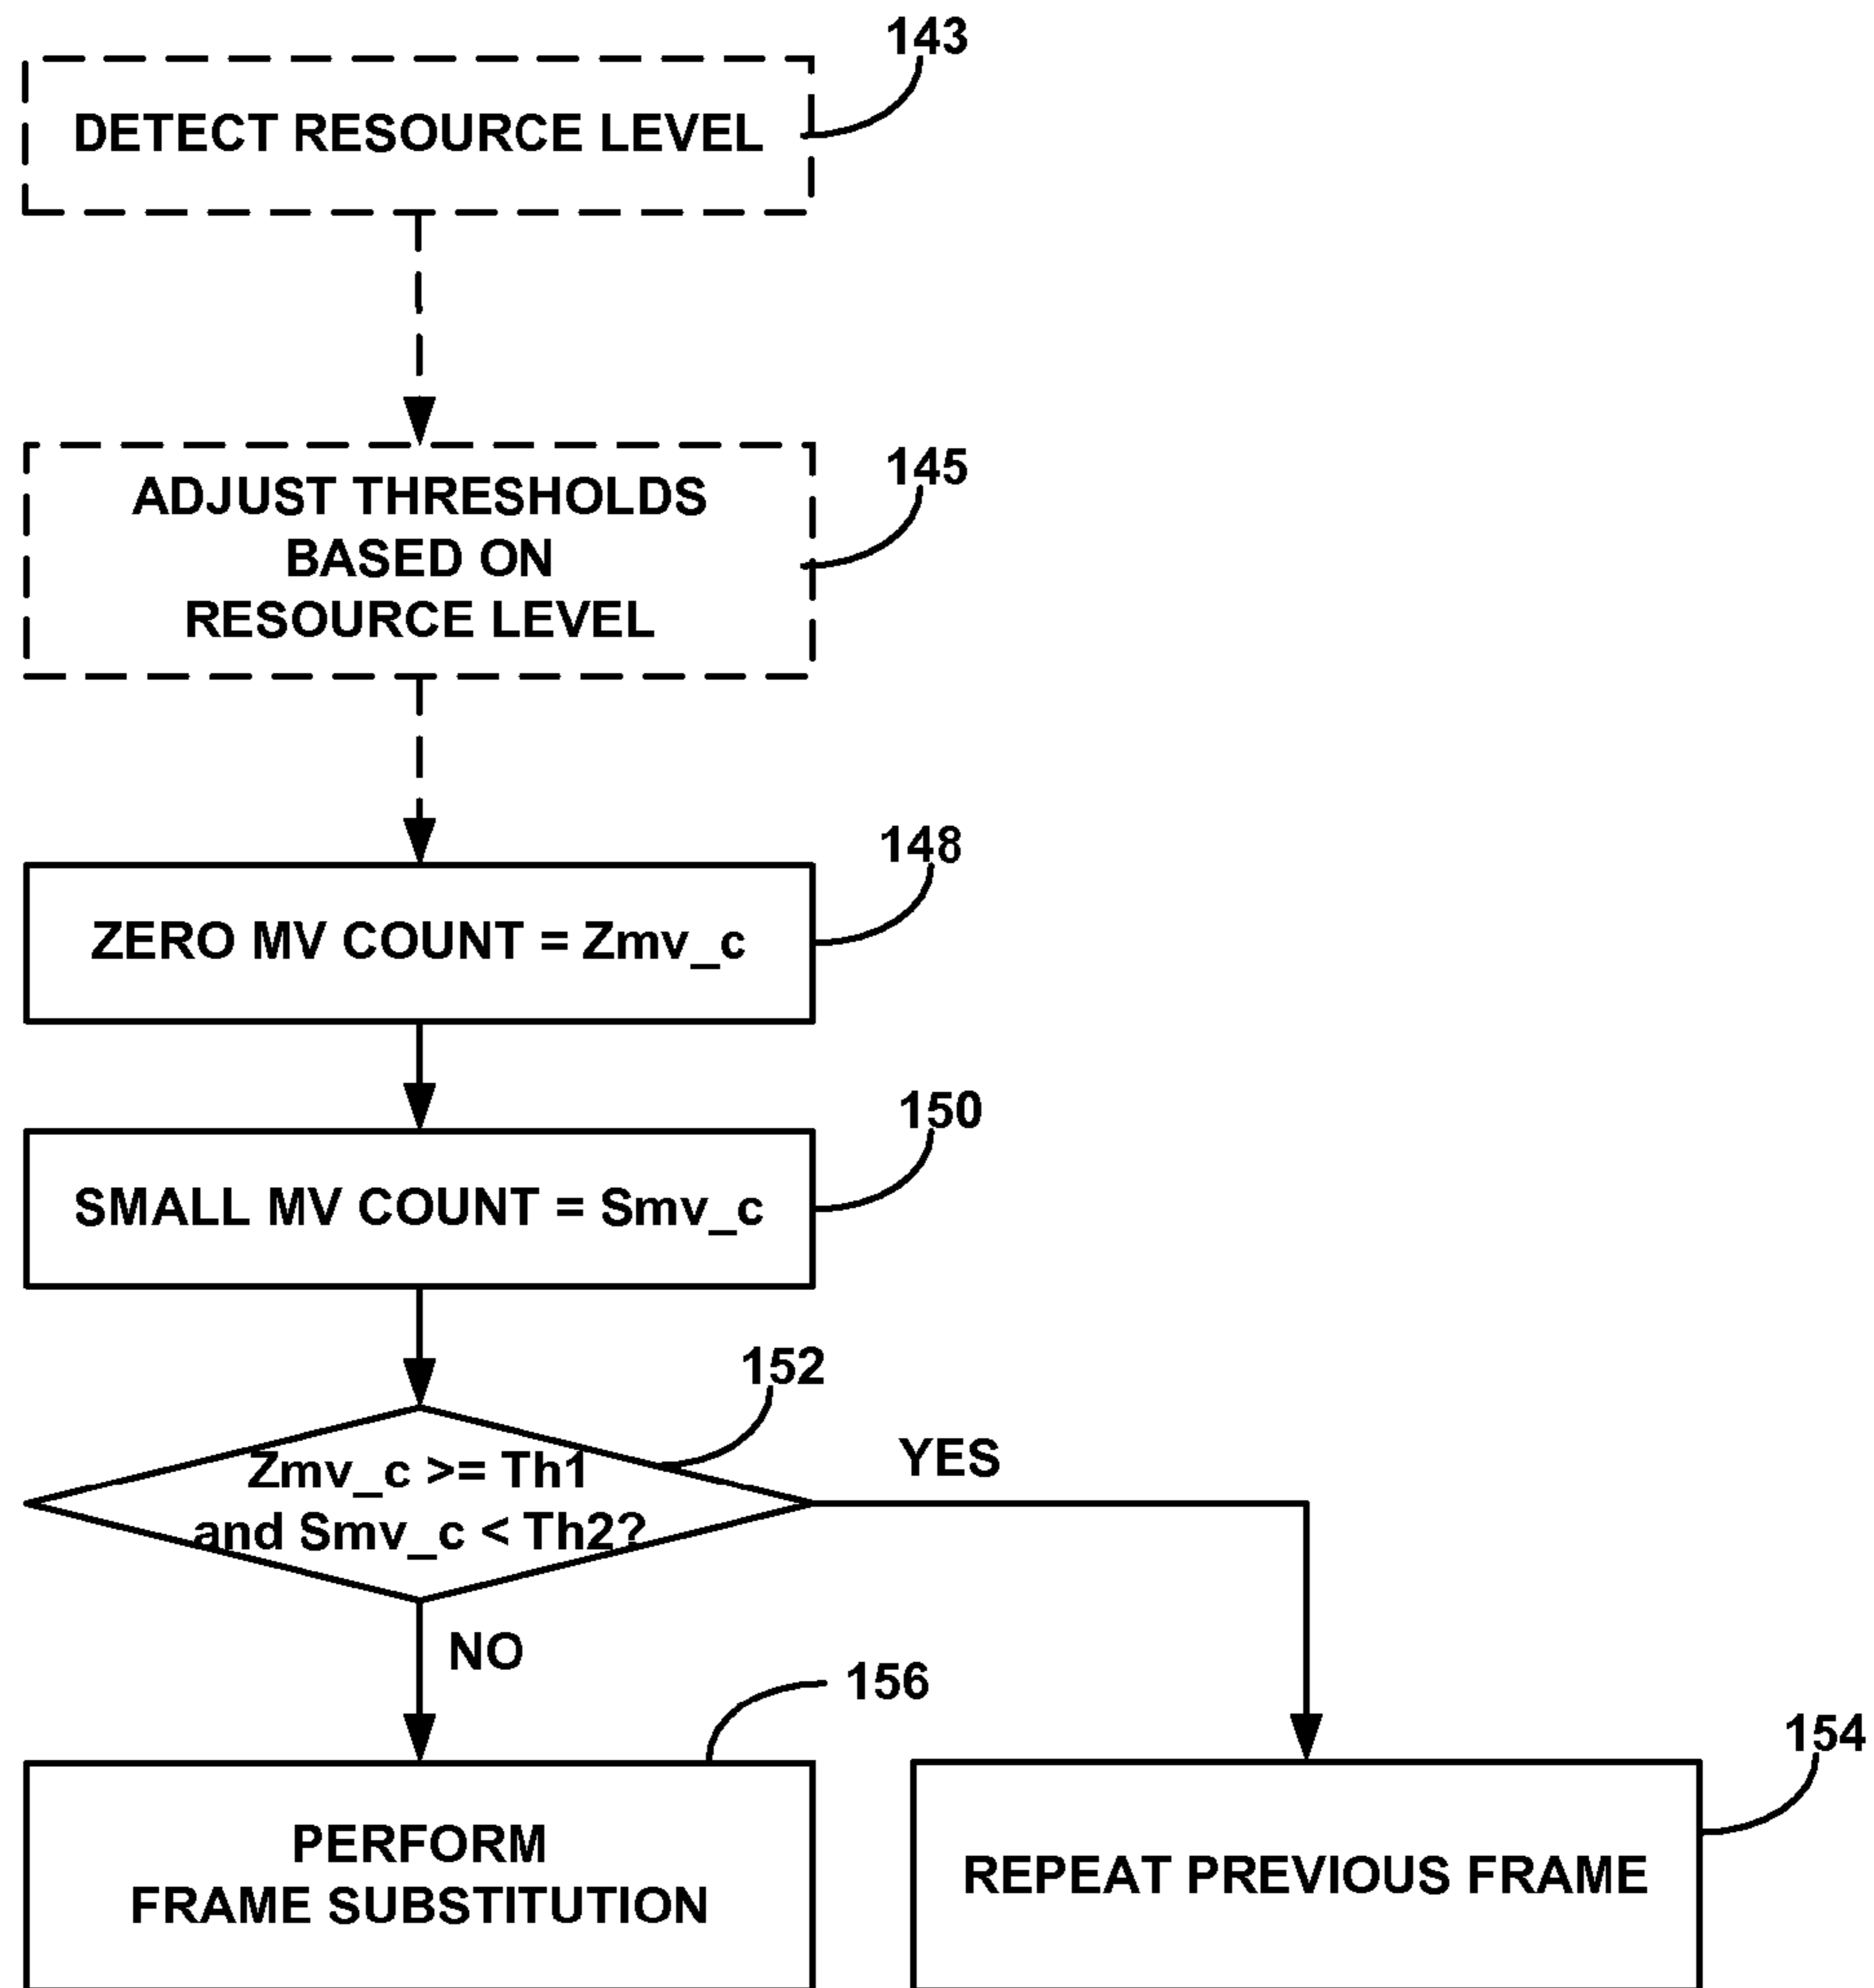 143
DETECT RESOURCE LEVEL
145
ADJUST THRESHOLDS
BASED ON
RESOURCE LEVEL
148
ZERO MV COUNT = Zmv_c
150
SMALL MV COUNT = Smv_c
152
Zmv_c >= Th1
and Smv_c < Th2?
YES
NO
156
154
PERFORM
FRAME SUBSTITUTION
REPEAT PREVIOUS FRAME